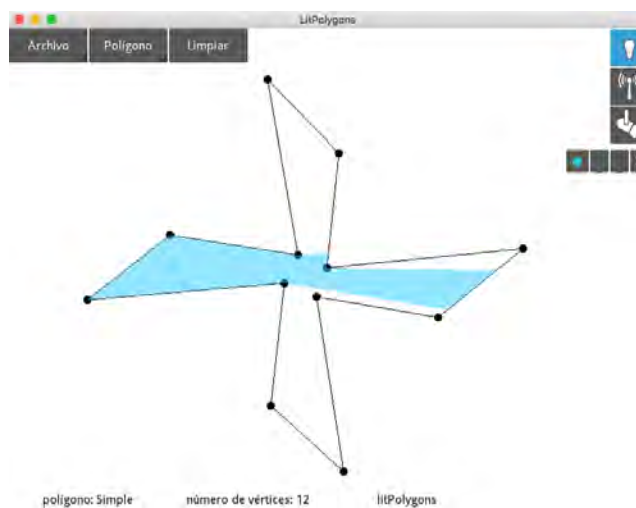 LitPolygons
Archivo Polígono Limpiar
polígono: Simple número de vértices: 12 litPolygons